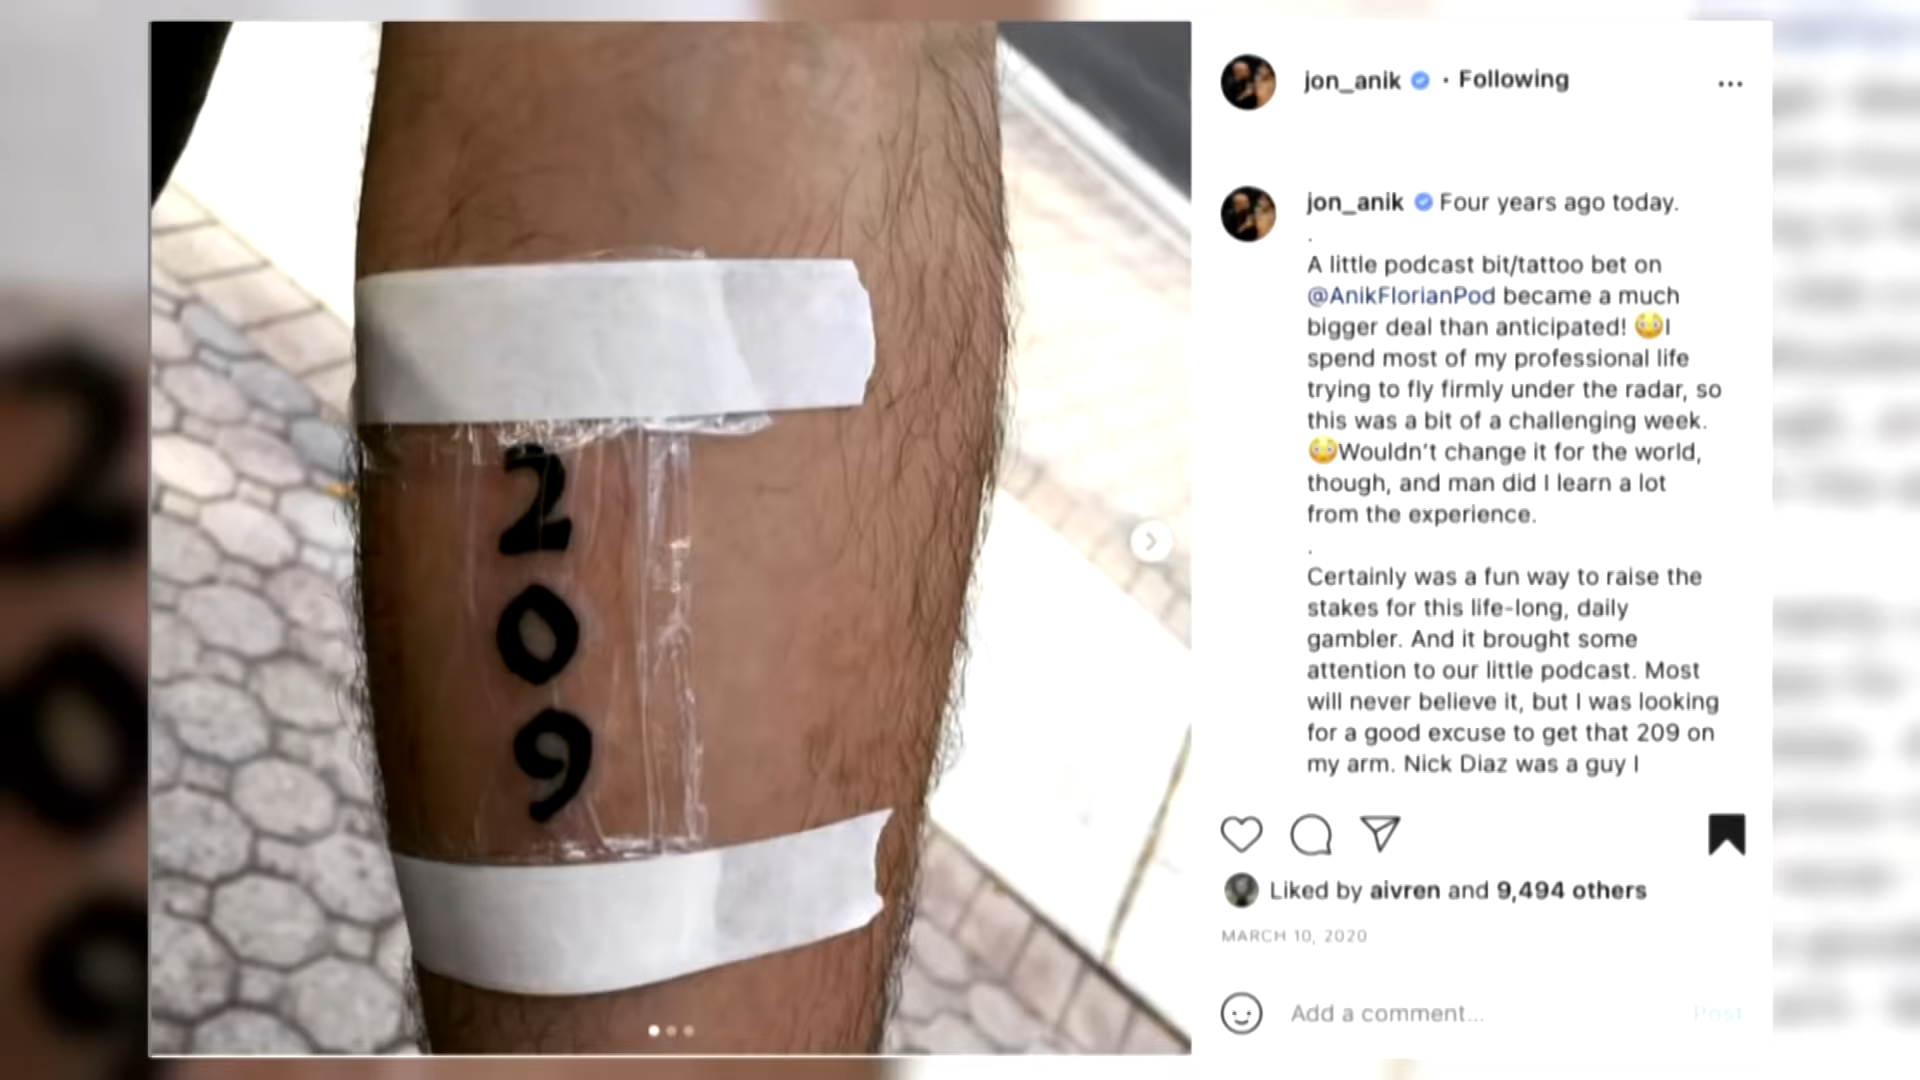 2
0
9
jon_anik • Following
jon_anik Four years ago today.
.
A little podcast bit/tattoo bet on
@AnikFlorianPod became a much
bigger deal than anticipated! 😳I
spend most of my professional life
trying to fly firmly under the radar, so
this was a bit of a challenging week.
😳Wouldn't change it for the world,
though, and man did I learn a lot
from the experience.
.
Certainly was a fun way to raise the
stakes for this life-long, daily
gambler. And it brought some
attention to our little podcast. Most
will never believe it, but I was looking
for a good excuse to get that 209 on
my arm. Nick Diaz was a guy I
Liked by aivren and 9,494 others
MARCH 10, 2020
Add a comment...
Post